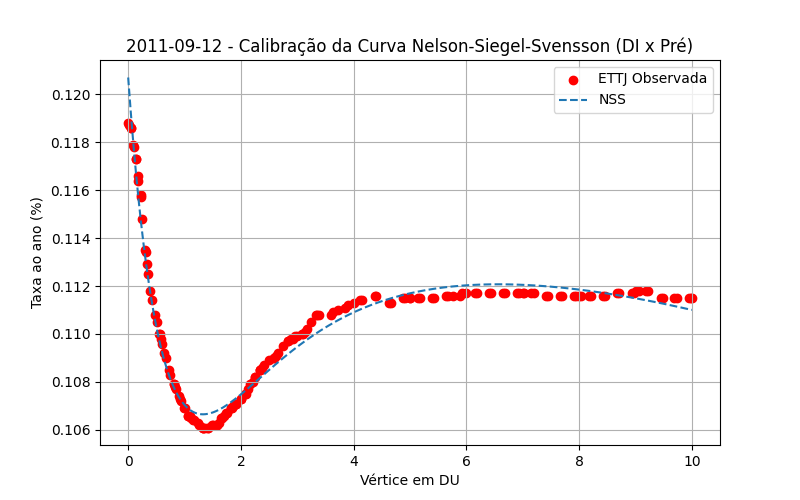 2011-09-12 - Calibração da Curva Nelson-Siegel-Svensson (DI x Pré)
ETTJ Observada
NSS
Taxa ao ano (%)
0.120
0.118
0.116
0.114
0.112
0.110
0.108
0.106
0 2 4 6 8 10
Vértice em DU